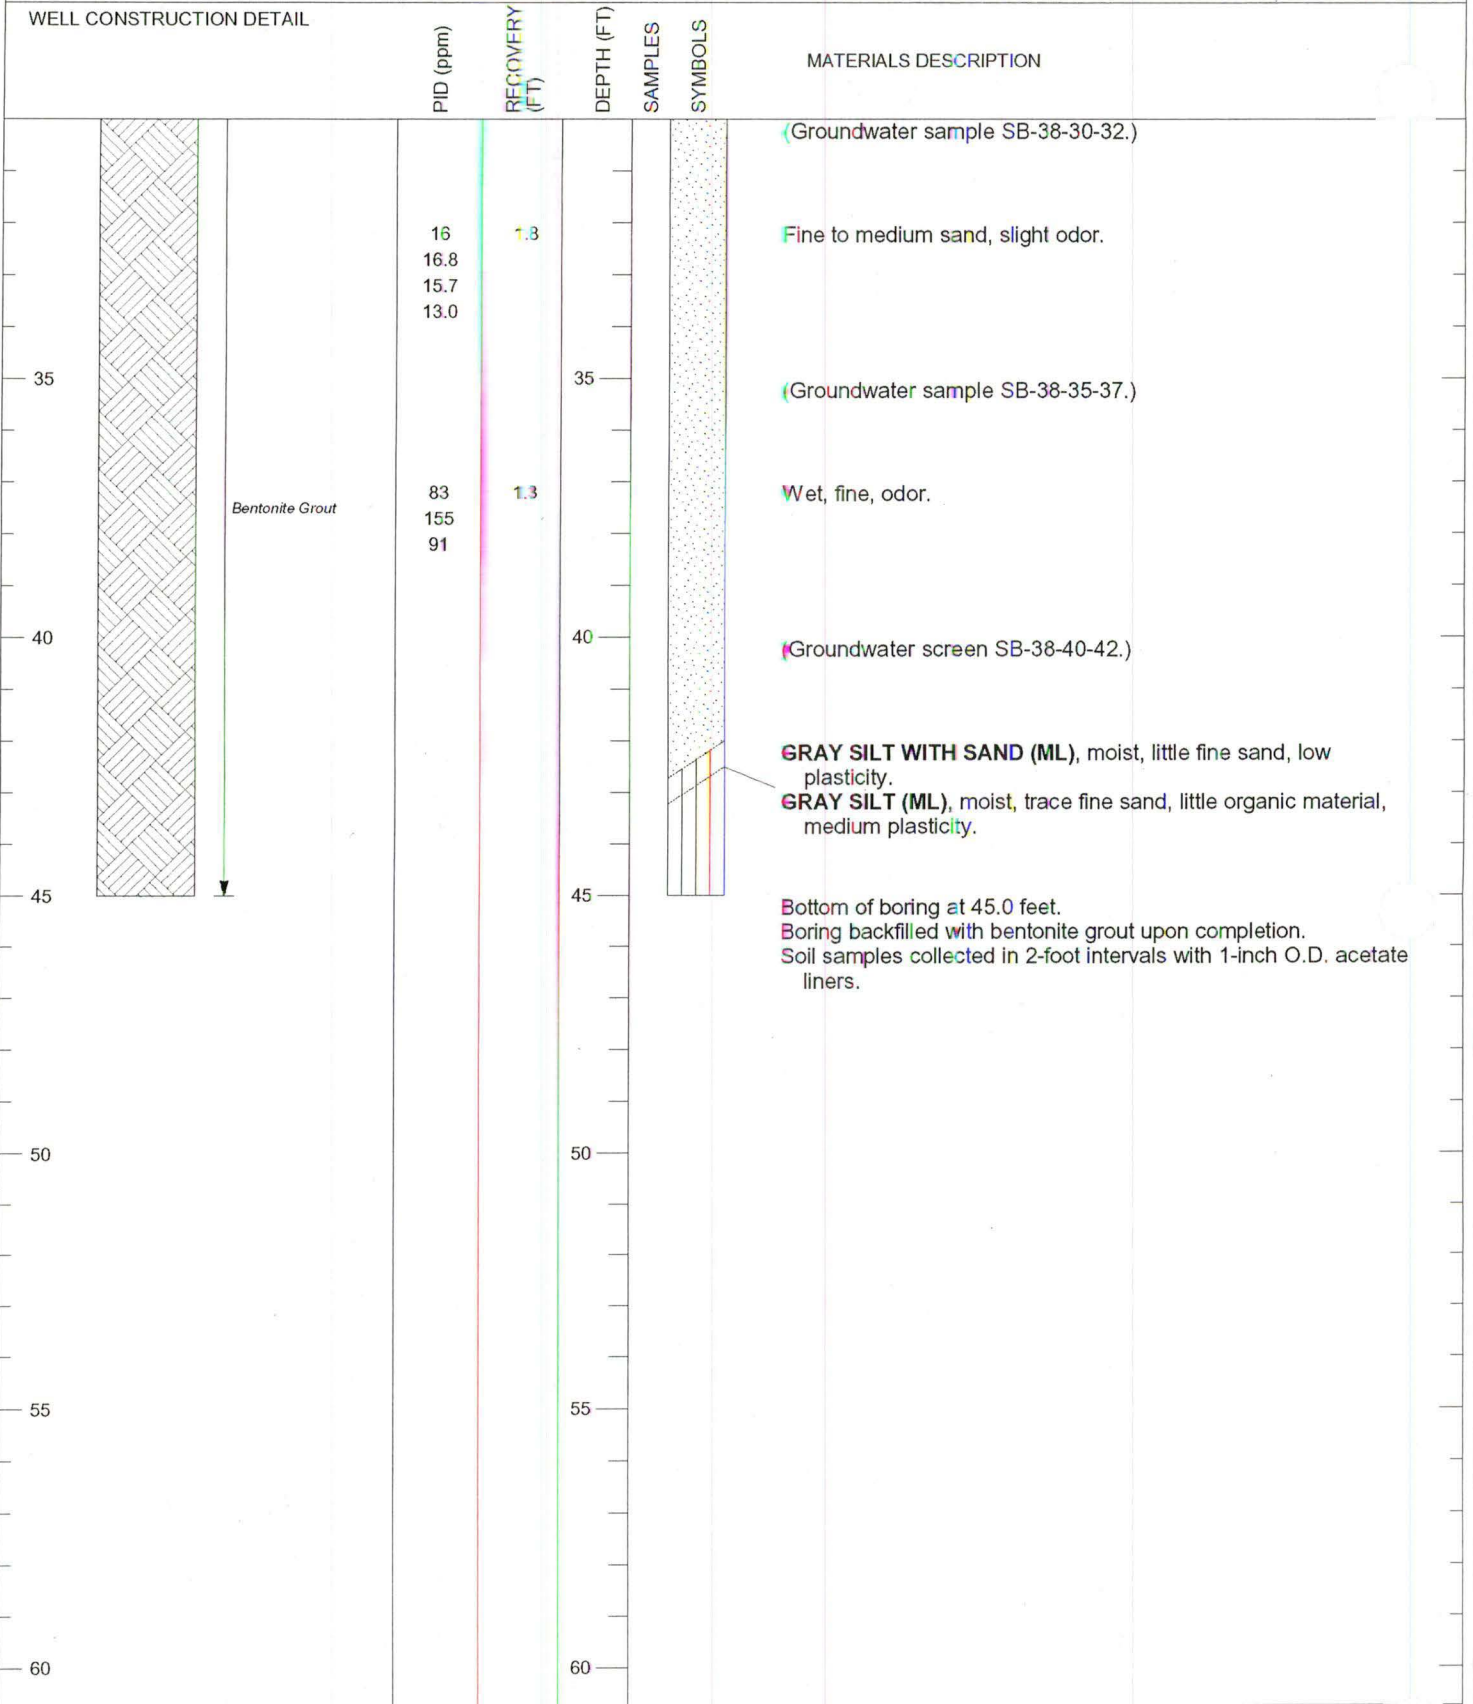 WELL CONSTRUCTION DETAIL
PID (ppm)
RECOVERY
(FT)
DEPTH (FT)
SAMPLES
SYMBOLS
MATERIALS DESCRIPTION
(Groundwater sample SB-38-30-32.)
16 1.8 Fine to medium sand, slight odor.
16.8
15.7
13.0
35 35 (Groundwater sample SB-38-35-37.)
83 1.3 Wet, fine, odor.
Bentonite Grout
155
91
40 40 (Groundwater screen SB-38-40-42.)
GRAY SILT WITH SAND (ML), moist, little fine sand, low
plasticity.
GRAY SILT (ML), moist, trace fine sand, little organic material,
medium plasticity.
45 45 Bottom of boring at 45.0 feet.
Boring backfilled with bentonite grout upon completion.
Soil samples collected in 2-foot intervals with 1-inch O.D. acetate
liners.
50 50
55 55
60 60